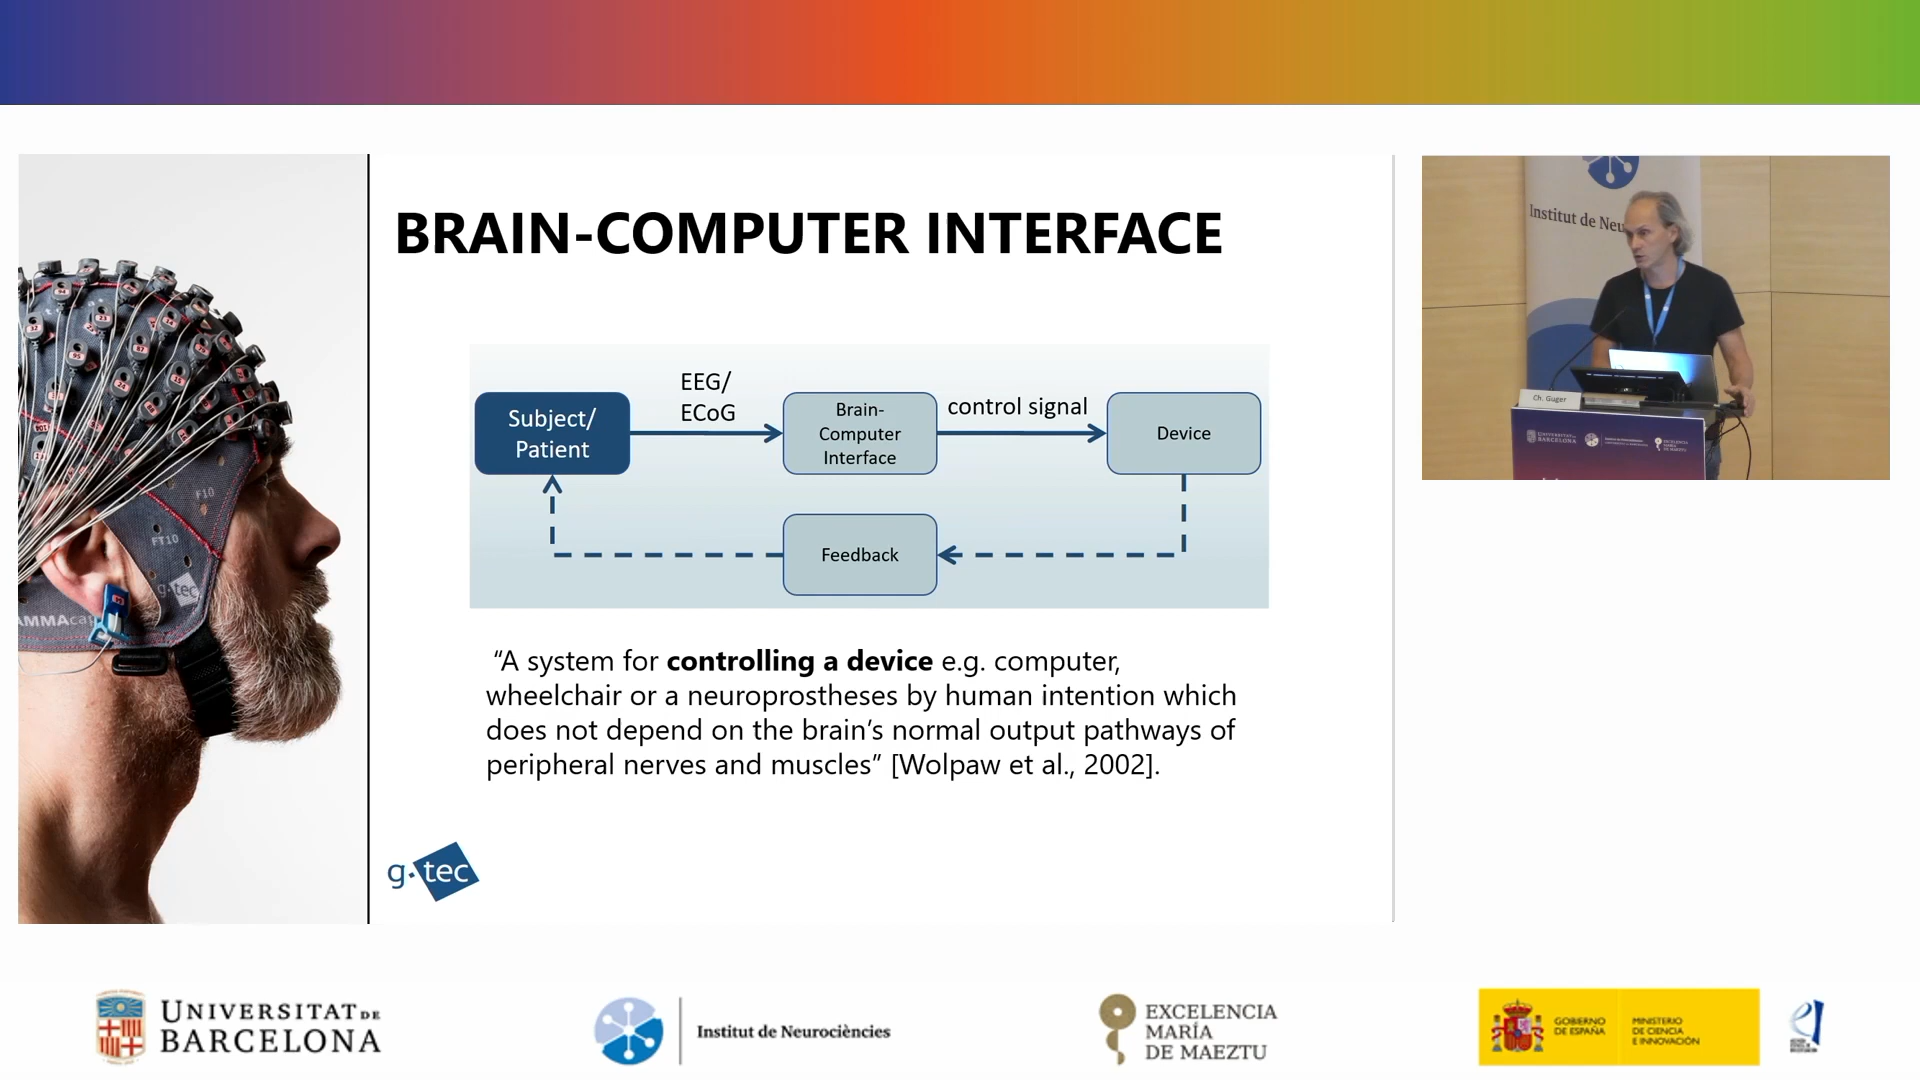 BRAIN-COMPUTER INTERFACE
EEG/
ECoG
Subject/
Patient
Brain-
Computer
Interface
control signal
Device
Feedback
“A system for controlling a device e.g. computer,
wheelchair or a neuroprostheses by human intention which
does not depend on the brain’s normal output pathways of
peripheral nerves and muscles” [Wolpaw et al., 2002].
g.tec
F10
FT10
g.tec
Institut de Neu
Ch. Guger
UNIVERSITAT DE
BARCELONA
Institut de Neurociències
EXCELENCIA
MARÍA
DE MAEZTU
GOBIERNO
DE ESPAÑA
MINISTERIO
DE CIENCIA
E INNOVACIÓN